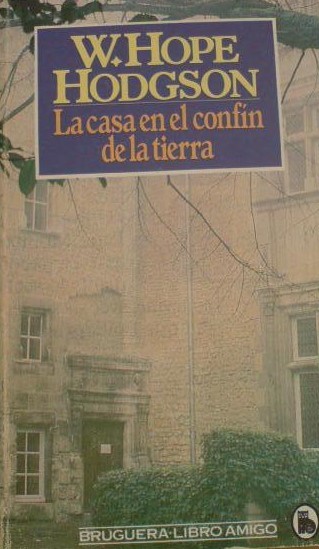 W. HOPE
HODGSON
La casa en el confín
de la tierra
BRUGUERA·LIBRO AMIGO